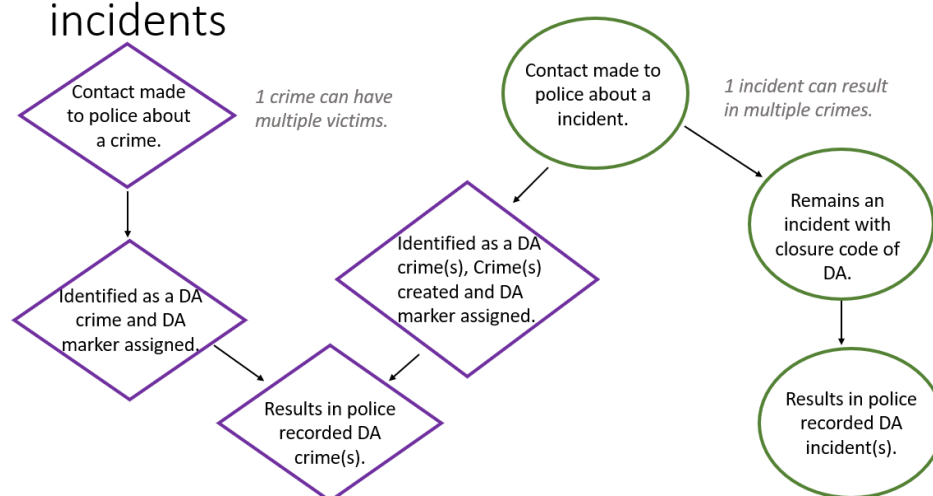 incidents
Contact made
to police about
a crime.
1 crime can have
multiple victims.
Contact made to
police about a
incident.
1 incident can result
in multiple crimes.
Identified as a DA
crime and DA
marker assigned.
Identified as a DA
crime(s), Crime(s)
created and DA
marker assigned.
Remains an
incident with
closure code of
DA.
Results in police
recorded DA
crime(s).
Results in police
recorded DA
incident(s).